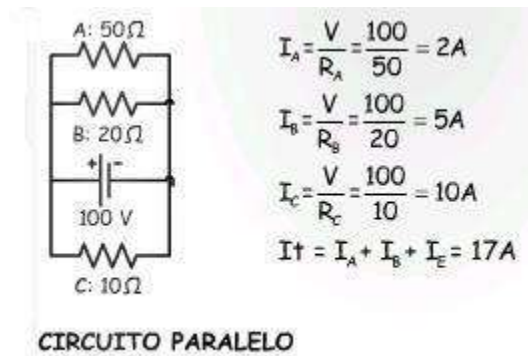 A: 50Ω
B: 20Ω
+ -
100 V
C: 10Ω
I_A = V/R_A = 100/50 = 2A
I_B = V/R_B = 100/20 = 5A
I_C = V/R_C = 100/10 = 10A
It = I_A + I_B + I_E = 17A
CIRCUITO PARALELO